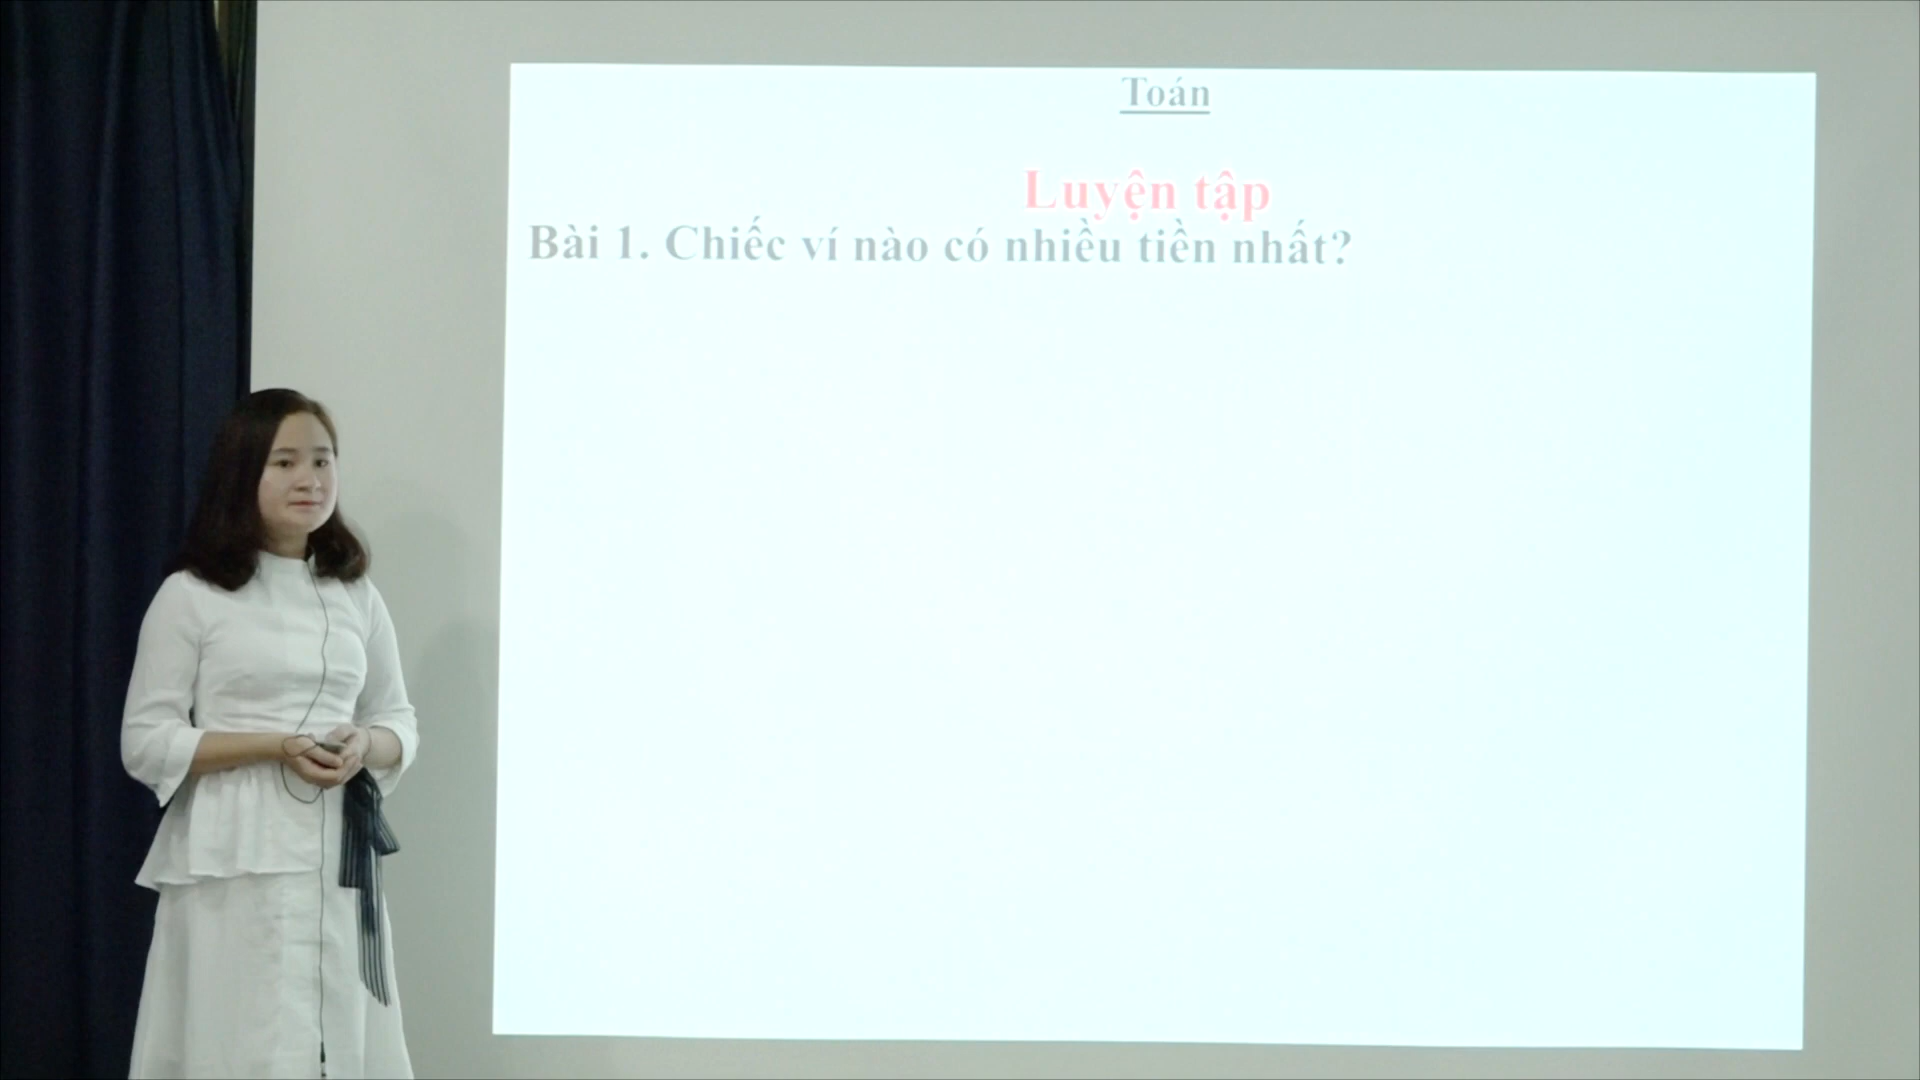 Toán
Luyện tập
Bài 1. Chiếc ví nào có nhiều tiền nhất?